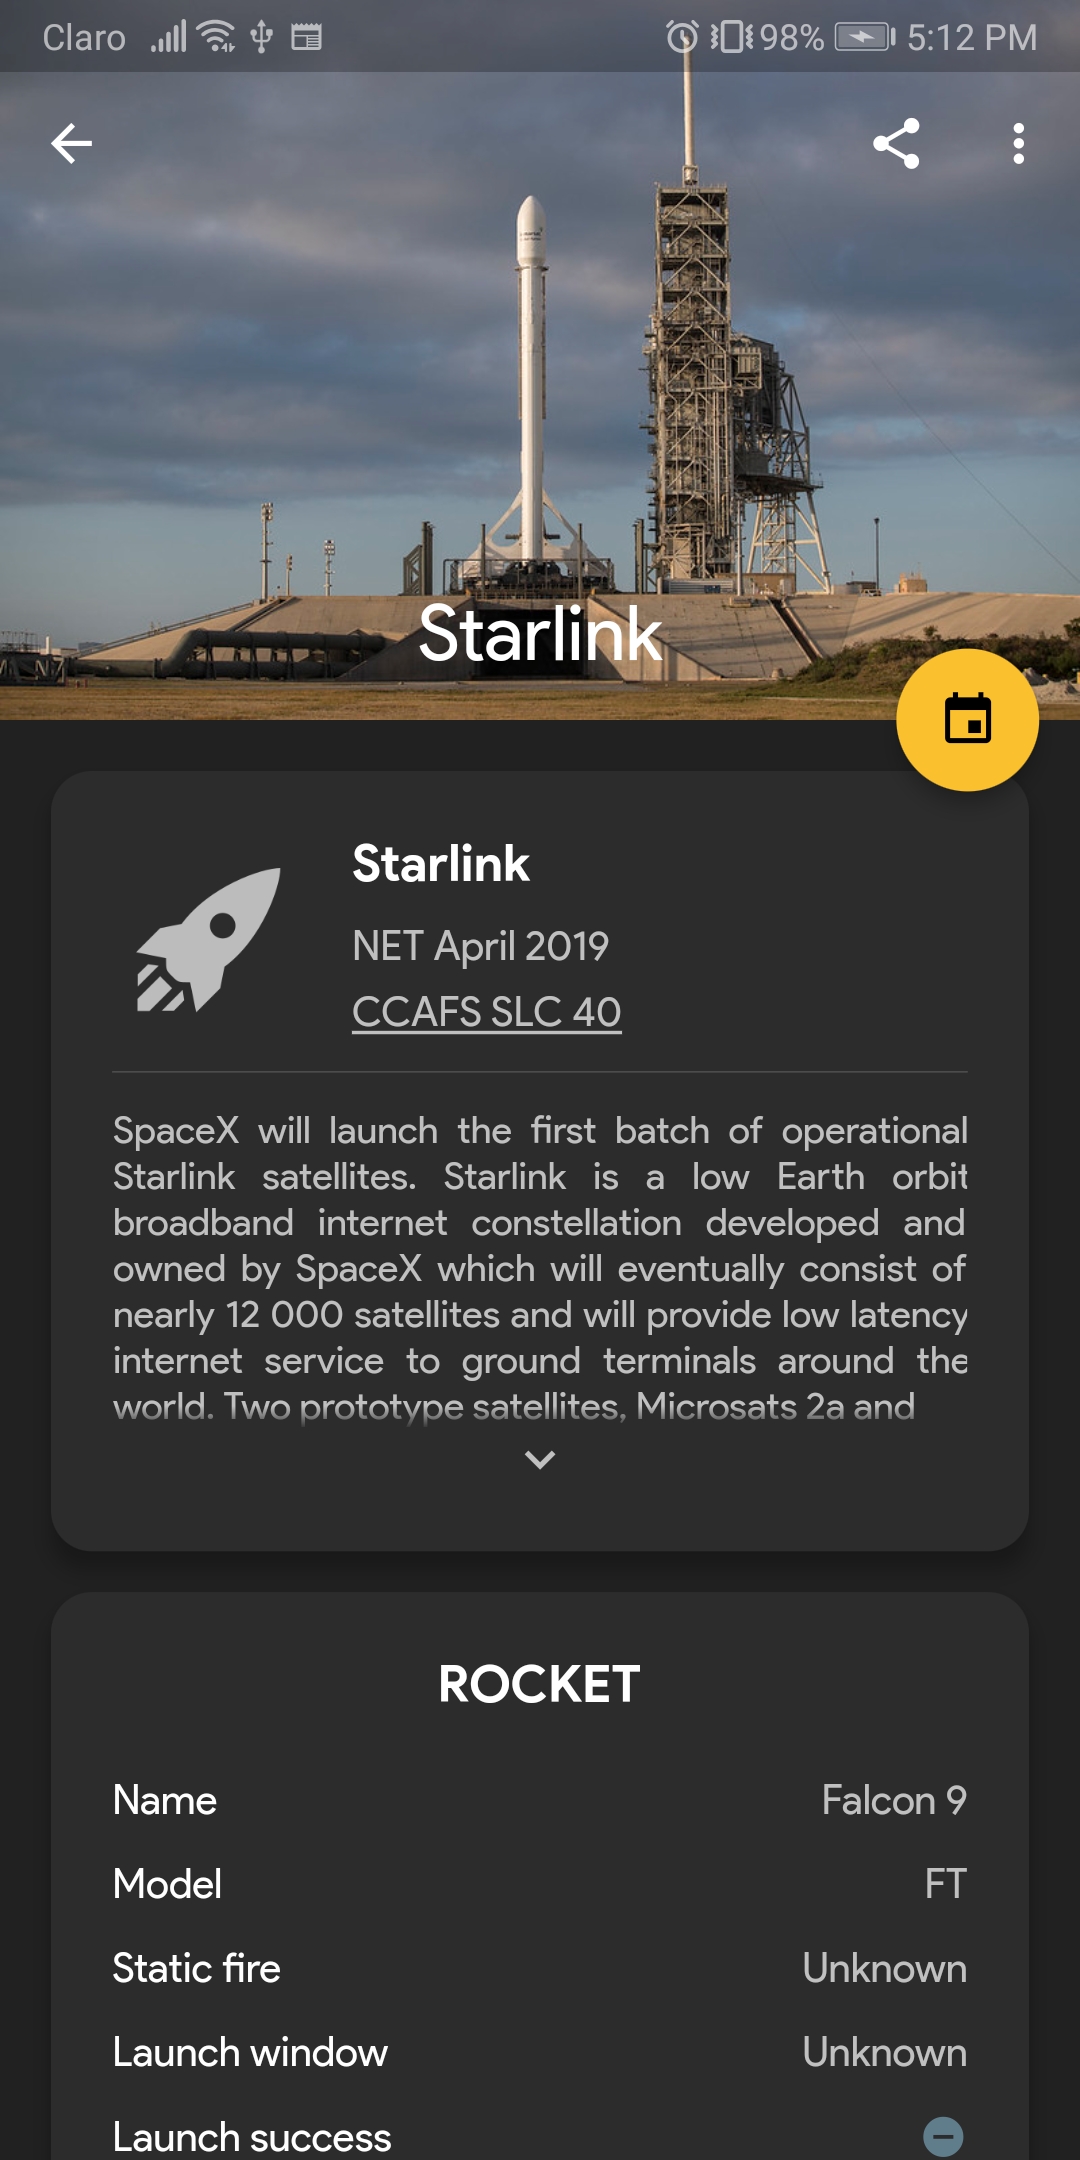 Claro 98% 5:12 PM
Starlink
Starlink
NET April 2019
CCAFS SLC 40
SpaceX will launch the first batch of operational
Starlink satellites. Starlink is a low Earth orbit
broadband internet constellation developed and
owned by SpaceX which will eventually consist of
nearly 12 000 satellites and will provide low latency
internet service to ground terminals around the
world. Two prototype satellites, Microsats 2a and
ROCKET
Name Falcon 9
Model FT
Static fire Unknown
Launch window Unknown
Launch success